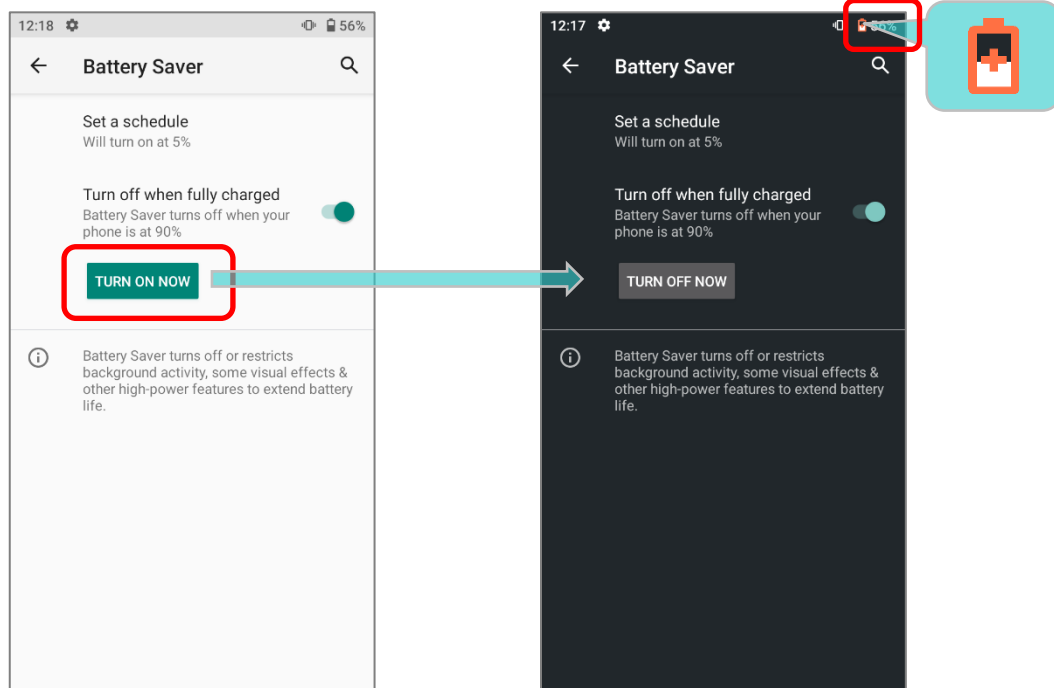 12:18 56%
Battery Saver
Set a schedule
Will turn on at 5%
Turn off when fully charged
Battery Saver turns off when your
phone is at 90%
TURN ON NOW
Battery Saver turns off or restricts
background activity, some visual effects &
other high-power features to extend battery
life.
12:17 56%
Battery Saver
Set a schedule
Will turn on at 5%
Turn off when fully charged
Battery Saver turns off when your
phone is at 90%
TURN OFF NOW
Battery Saver turns off or restricts
background activity, some visual effects &
other high-power features to extend battery
life.